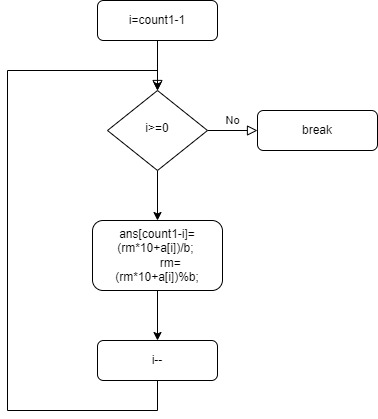 i=count1-1
i>=0
No
break
ans[count1-i]=
(rm*10+a[i])/b;
rm=
(rm*10+a[i])%b;
i--